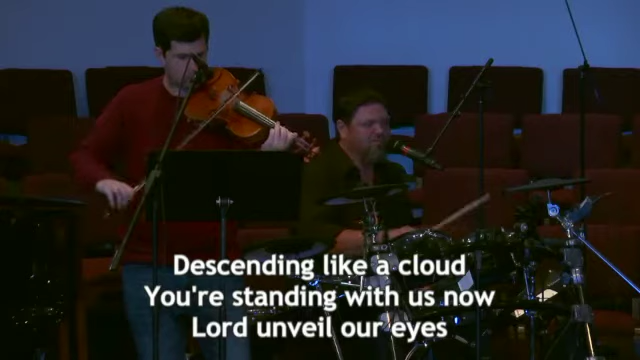 Descending like a cloud
You're standing with us now
Lord unveil our eyes